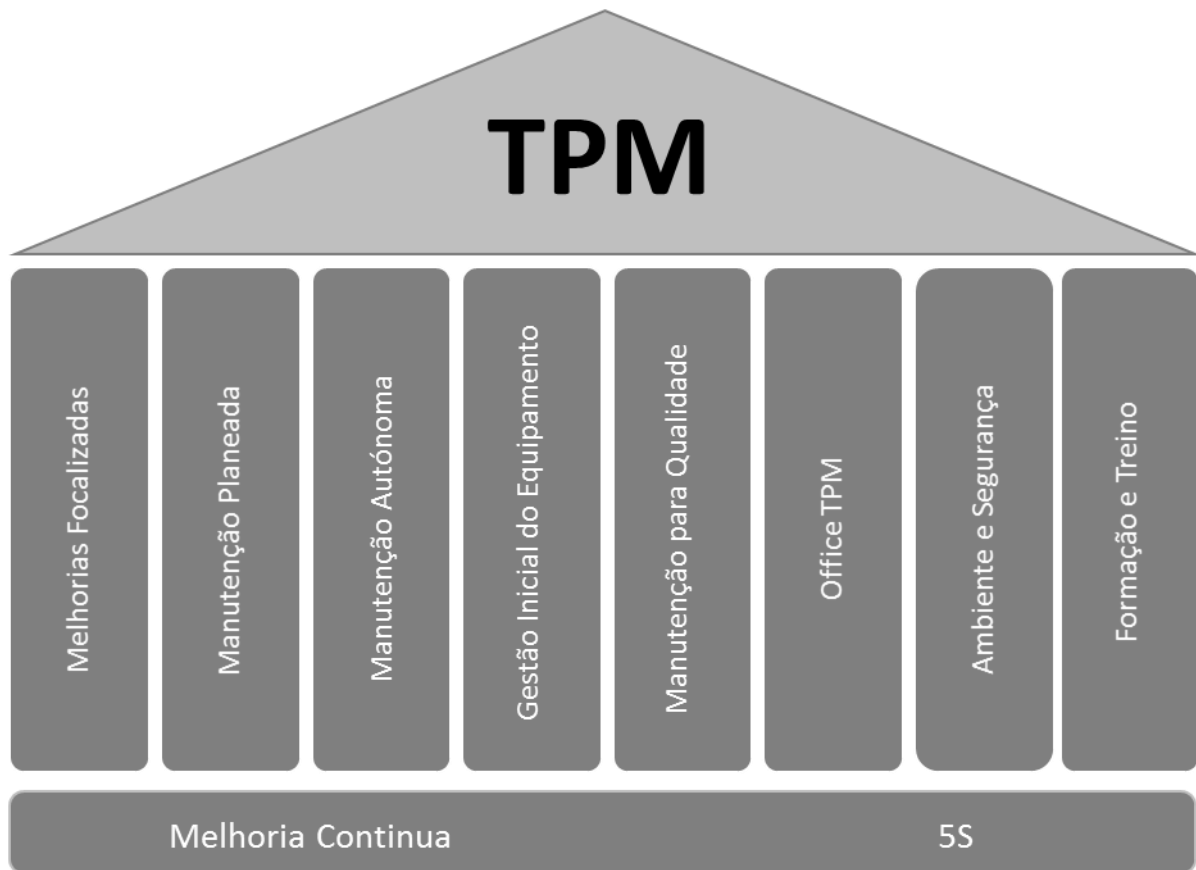 TPM
Melhorias Focalizadas
Manutenção Planeada
Manutenção Autónoma
Gestão Inicial do Equipamento
Manutenção para Qualidade
Office TPM
Ambiente e Segurança
Formação e Treino
Melhoria Continua
5S